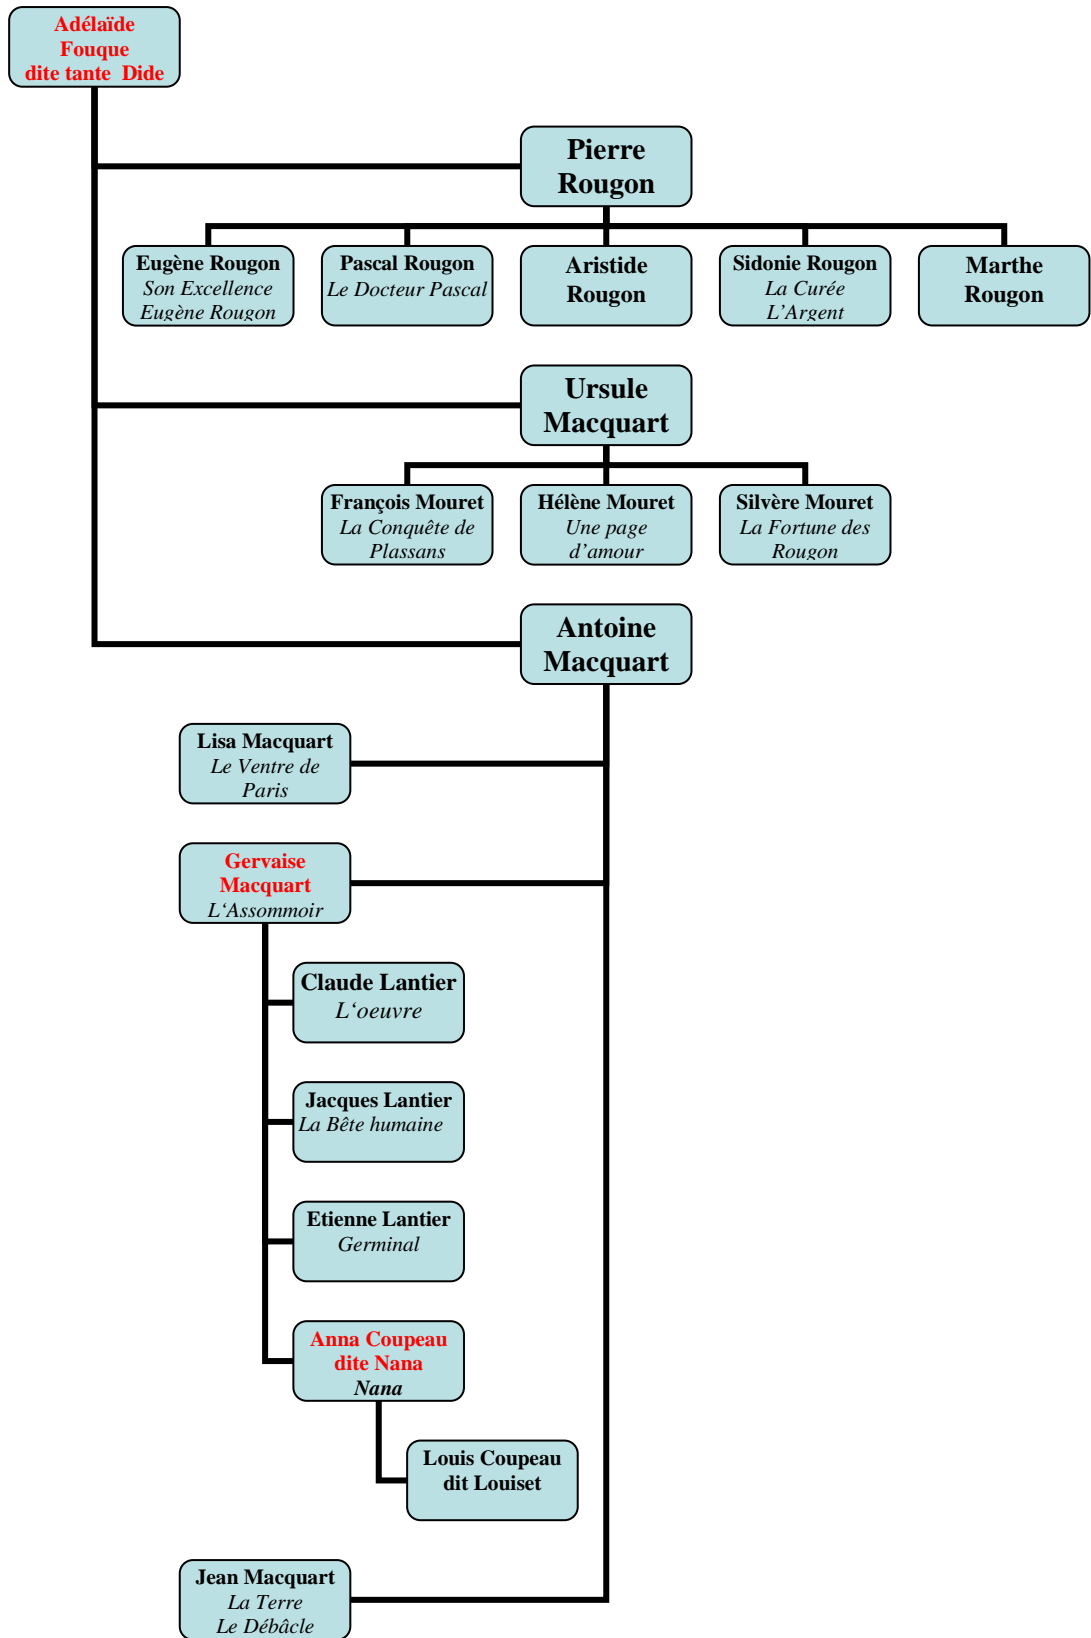 Adélaïde
Fouque
dite tante Dide
Pierre
Rougon
Eugène Rougon
Son Excellence
Eugène Rougon
Pascal Rougon
Le Docteur Pascal
Aristide
Rougon
Sidonie Rougon
La Curée
L’Argent
Marthe
Rougon
Ursule
Macquart
François Mouret
La Conquête de
Plassans
Hélène Mouret
Une page
d’amour
Silvère Mouret
La Fortune des
Rougon
Antoine
Macquart
Lisa Macquart
Le Ventre de
Paris
Gervaise
Macquart
L‘Assommoir
Claude Lantier
L‘oeuvre
Jacques Lantier
La Bête humaine
Etienne Lantier
Germinal
Anna Coupeau
dite Nana
Nana
Louis Coupeau
dit Louiset
Jean Macquart
La Terre
Le Débâcle